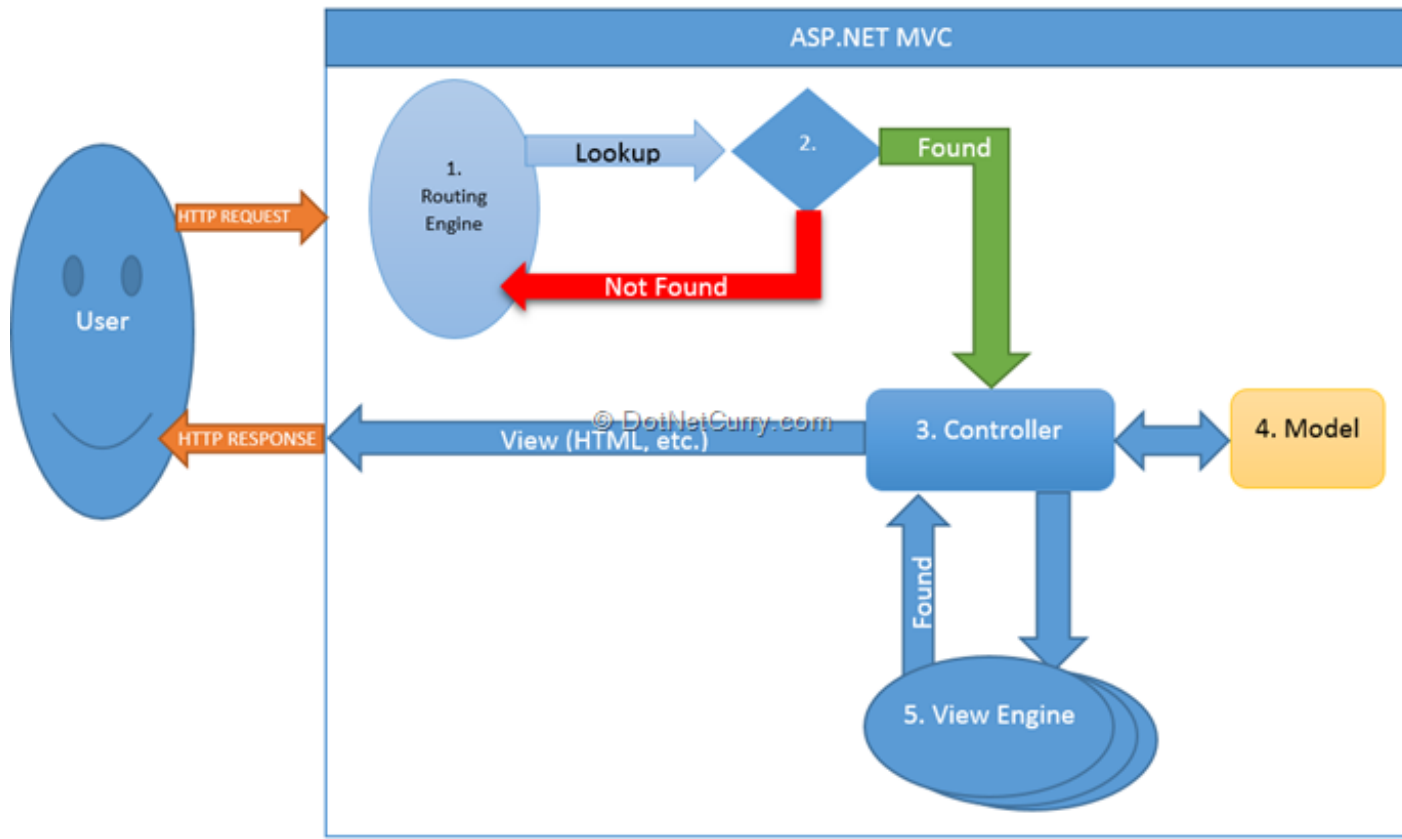 ASP.NET MVC
1.
Routing
Engine
Lookup
2.
Found
HTTP REQUEST
Not Found
User
HTTP RESPONSE
© DotNetCurry.com
View (HTML, etc.)
3. Controller
4. Model
Found
5. View Engine